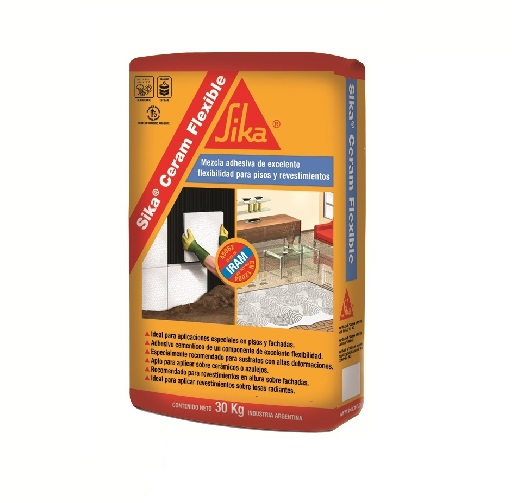 Sika® Ceram Flexible
Sika®
Mezcla adhesiva de excelente
flexibilidad para pisos y revestimientos
IRAM
Ideal para aplicaciones especiales en pisos y fachadas.
Adhesivo cementicio de un componente de excelente flexibilidad.
Especialmente recomendado para sustratos con altas deformaciones.
Apto para aplicar sobre cerámicos o azulejos.
Recomendado para revestimientos en altura sobre fachadas.
Ideal para aplicar revestimientos sobre losas radiantes.
CONTENIDO NETO 30 Kg INDUSTRIA ARGENTINA
Sika® Ceram Flexible